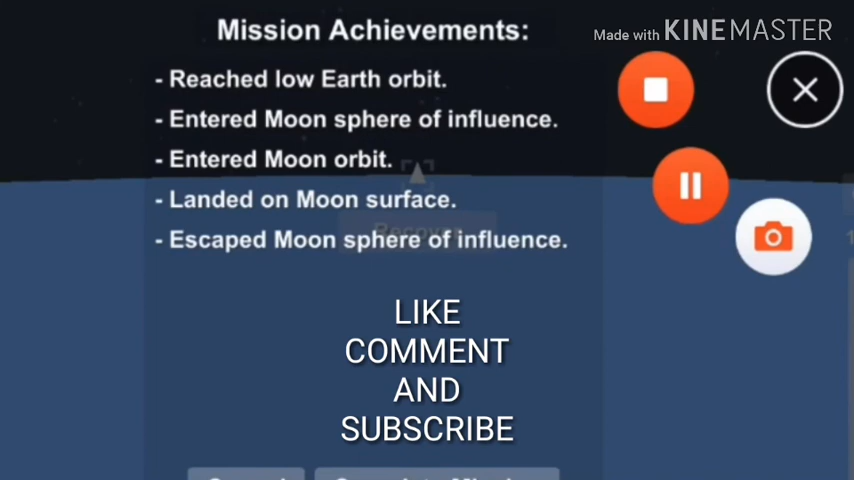 Mission Achievements:
Made with KINEMASTER
- Reached low Earth orbit.
- Entered Moon sphere of influence.
- Entered Moon orbit.
- Landed on Moon surface.
- Escaped Moon sphere of influence.
LIKE
COMMENT
AND
SUBSCRIBE